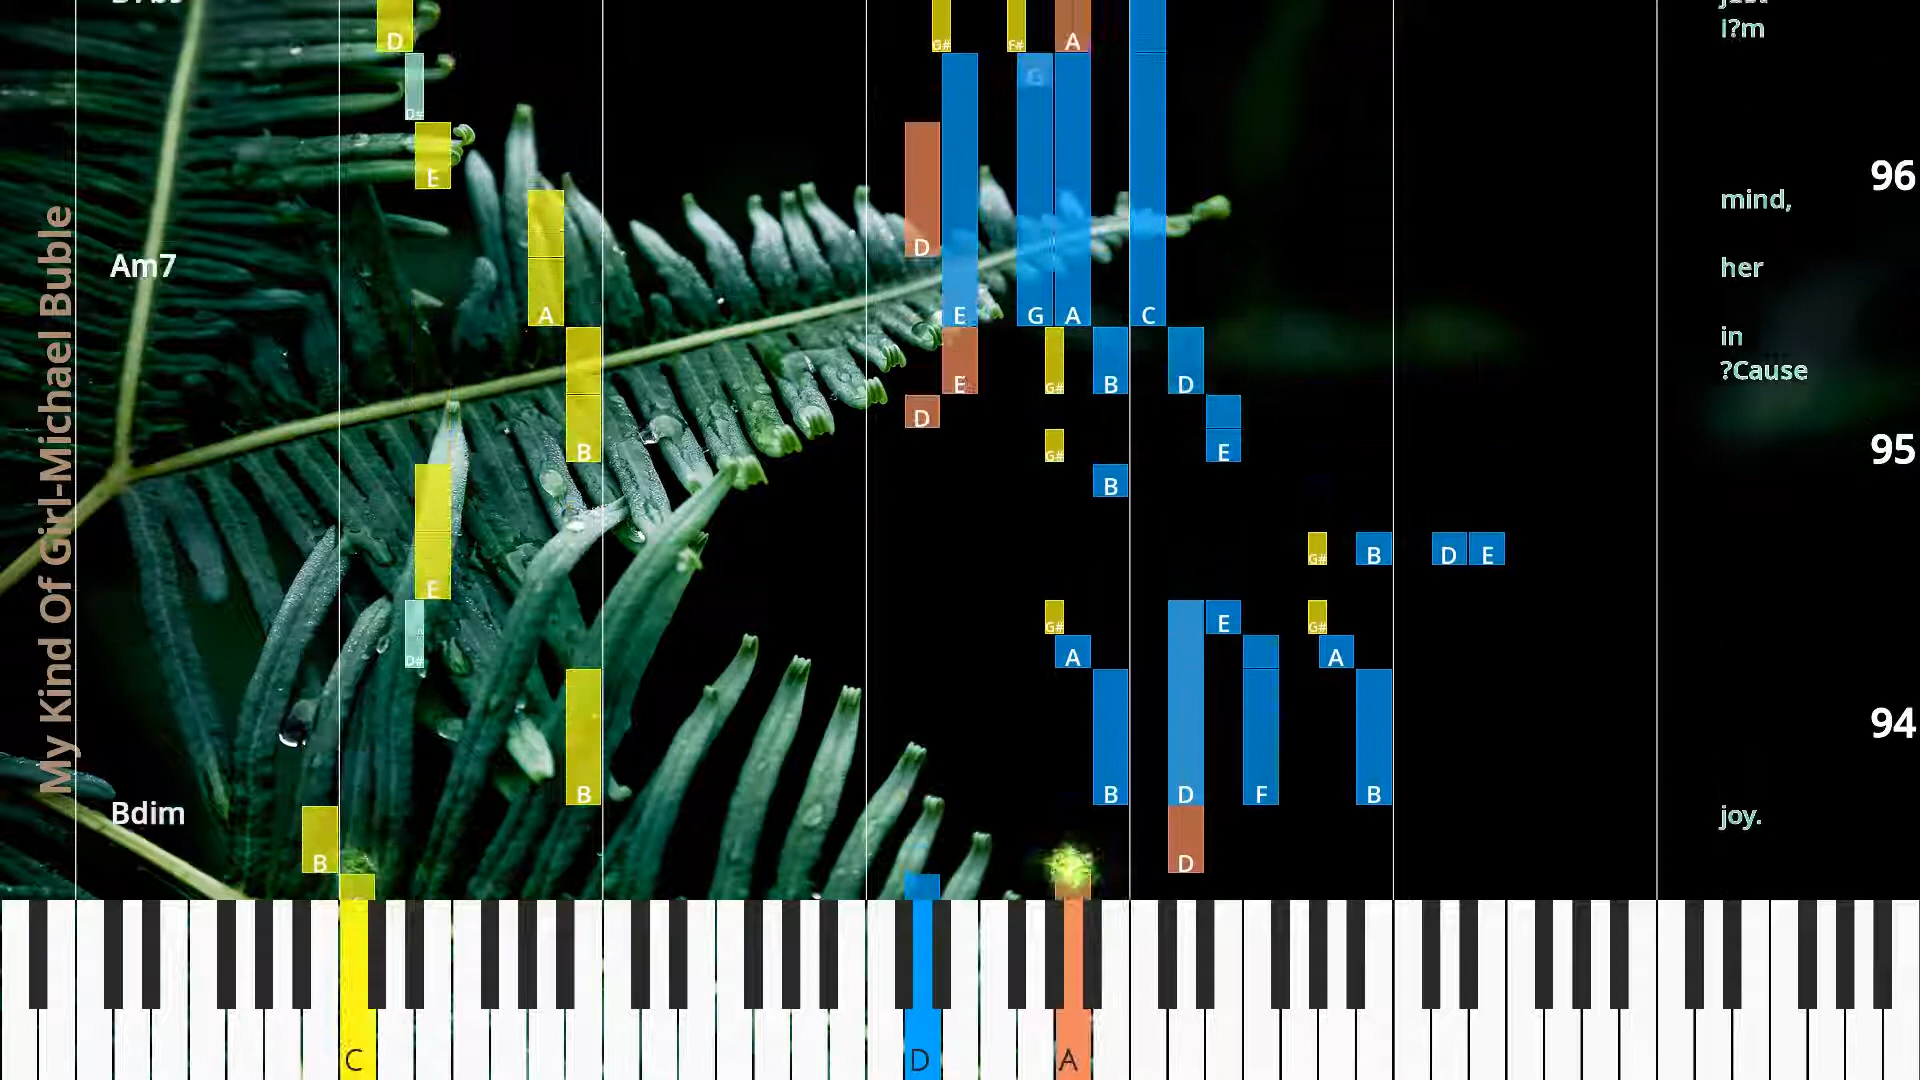 My Kind Of Girl-Michael Buble
I?m
D G# F# A
G
D#
E
96
mind,
D
Am7
her
A E G A C
in
E G# B D
?Cause
D
95
B G# E
B
G# B D E
E
G# E G#
D# A A
94
B B D F B
Bdim
joy.
B D
C D A